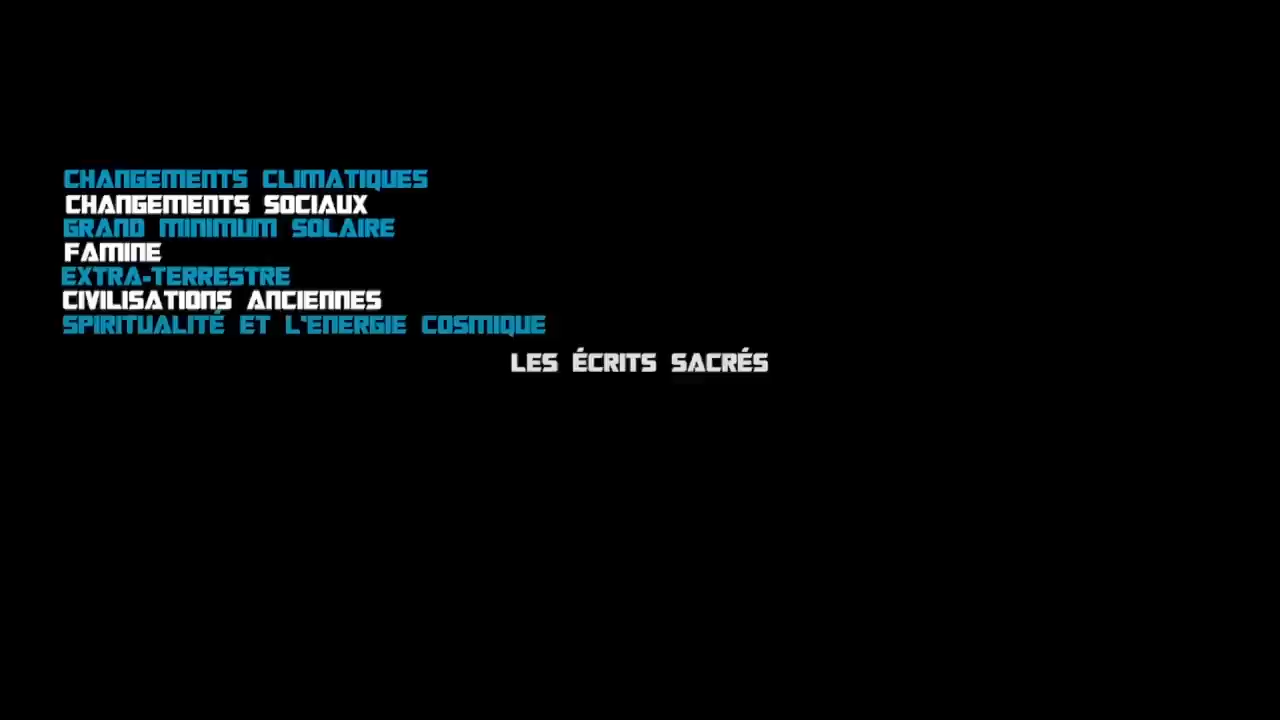 CHANGEMENTS CLIMATIQUES
CHANGEMENTS SOCIAUX
GRAND MINIMUM SOLAIRE
FAMINE
EXTRA-TERRESTRE
CIVILISATIONS ANCIENNES
SPIRITUALITÉ ET L'ENERGIE COSMIQUE
LES ÉCRITS SACRÉS